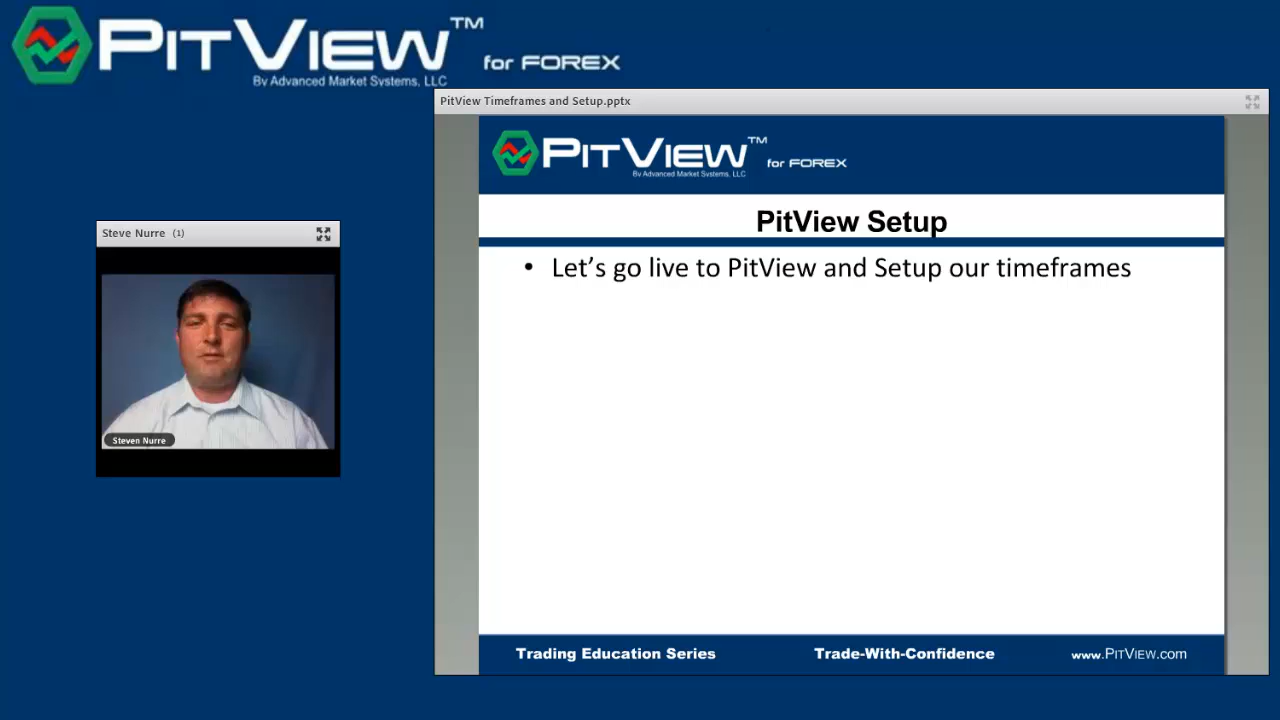 PITVIEW™ for FOREX
By Advanced Market Systems, LLC
PitView Timeframes and Setup.pptx
PITVIEW™ for FOREX
By Advanced Market Systems, LLC
Steve Nurre (1)
PitView Setup
• Let’s go live to PitView and Setup our timeframes
Steven Nurre
Trading Education Series
Trade-With-Confidence
www.PITVIEW.com